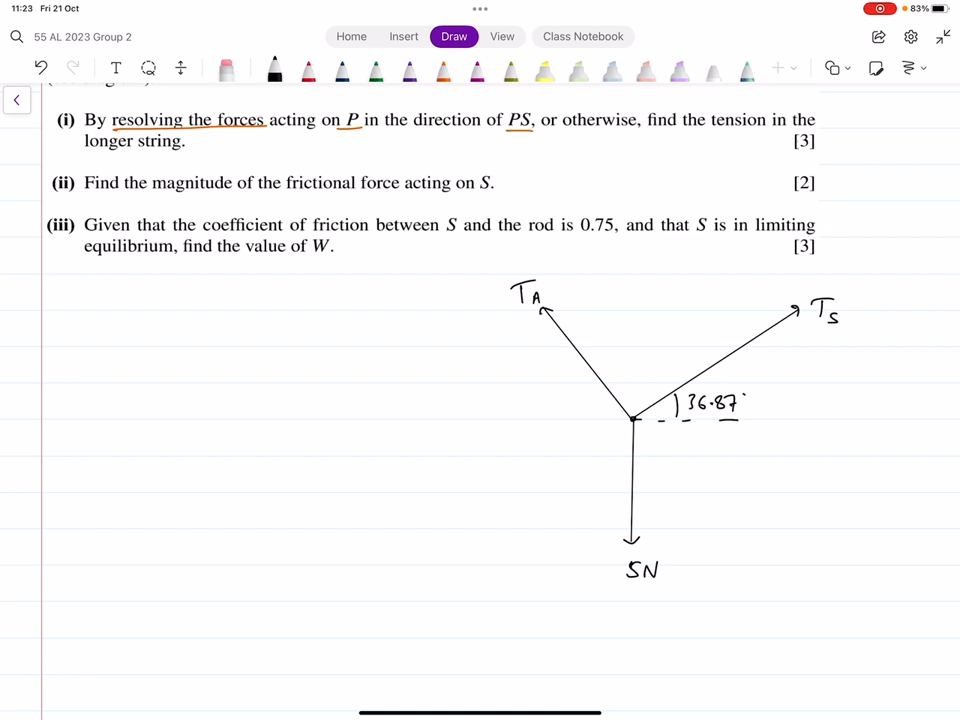 11:23 Fri 21 Oct
83%
55 AL 2023 Group 2
Home Insert Draw View Class Notebook
(i) By resolving the forces acting on P in the direction of PS, or otherwise, find the tension in the
longer string. [3]
(ii) Find the magnitude of the frictional force acting on S. [2]
(iii) Given that the coefficient of friction between S and the rod is 0.75, and that S is in limiting
equilibrium, find the value of W. [3]
TA
TS
36.87°
5N